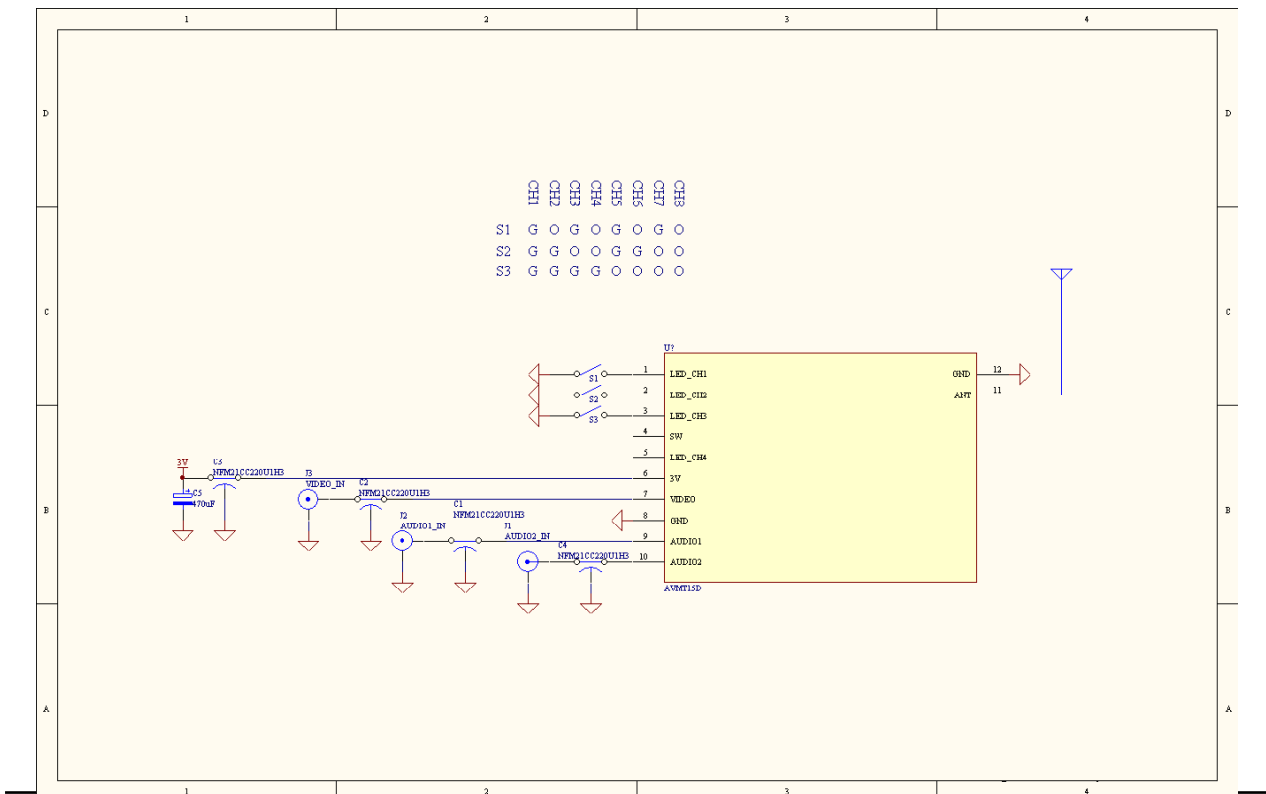 1 2 3 4
D D
CH1 CH2 CH3 CH4 CH5 CH6 CH7 CH8
S1 G O G O G O G O
S2 G G O O G G O O
S3 G G G G O O O O
C C
U?
S1 1 LED_CH1 GND 12
S2 2 LED_CH2 ANT 11
S3 3 LED_CH3
4 SW
5 LED_CH4
3V C3
NFM21CC220U1H3 J3 6 3V
VIDEO_IN C2
C5 NFM21CC220U1H3 7 VIDEO
+ 470uF C1
B B
NFM21CC220U1H3
J2 J1 8 GND
AUDIO1_IN
AUDIO2_IN 9 AUDIO1
C4
NFM21CC220U1H3 10 AUDIO2
AVMT15D
A A
1 2 3 4